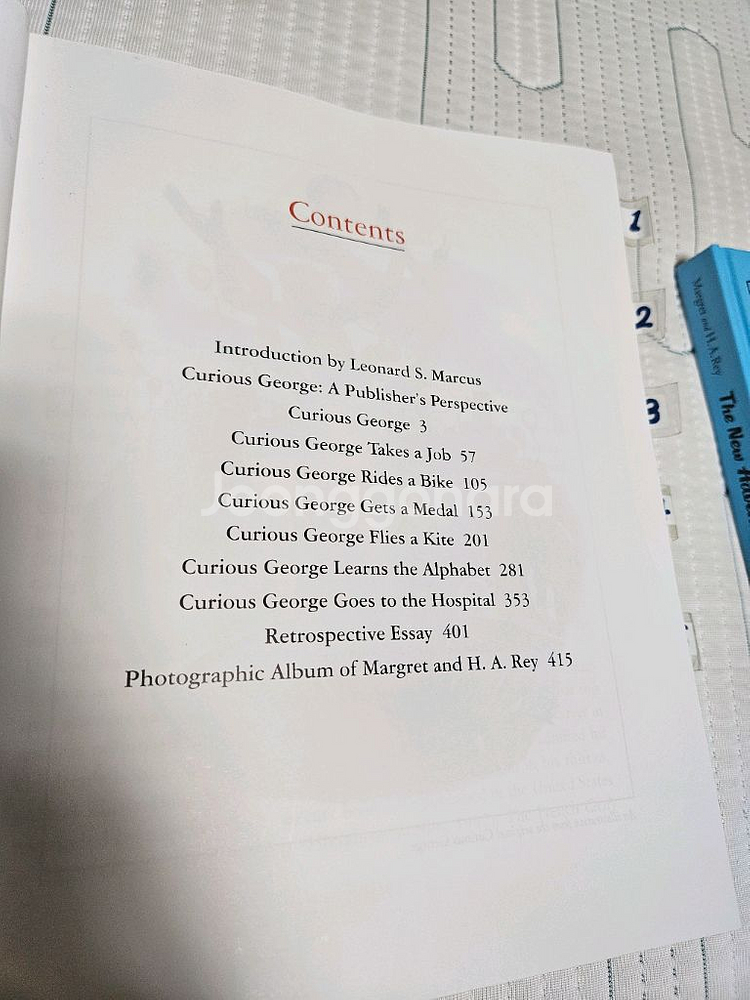 Contents
Introduction by Leonard S. Marcus
Curious George: A Publisher's Perspective
Curious George 3
Curious George Takes a Job 57
Curious George Rides a Bike 105
Curious George Gets a Medal 153
Curious George Flies a Kite 201
Curious George Learns the Alphabet 281
Curious George Goes to the Hospital 353
Retrospective Essay 401
Photographic Album of Margret and H. A. Rey 415
1
2
3
Margret and H. A. Rey
The New
Joonggonara